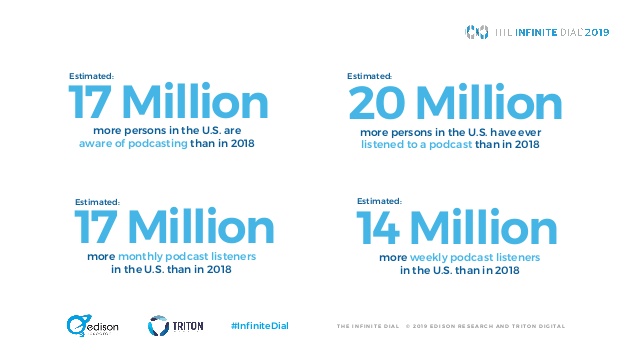 THE INFINITE DIAL 2019
Estimated:
17 Million
more persons in the U.S. are
aware of podcasting than in 2018
Estimated:
20 Million
more persons in the U.S. have ever
listened to a podcast than in 2018
Estimated:
17 Million
more monthly podcast listeners
in the U.S. than in 2018
Estimated:
14 Million
more weekly podcast listeners
in the U.S. than in 2018
edison
TRITON
#InfiniteDial
THE INFINITE DIAL © 2019 EDISON RESEARCH AND TRITON DIGITAL